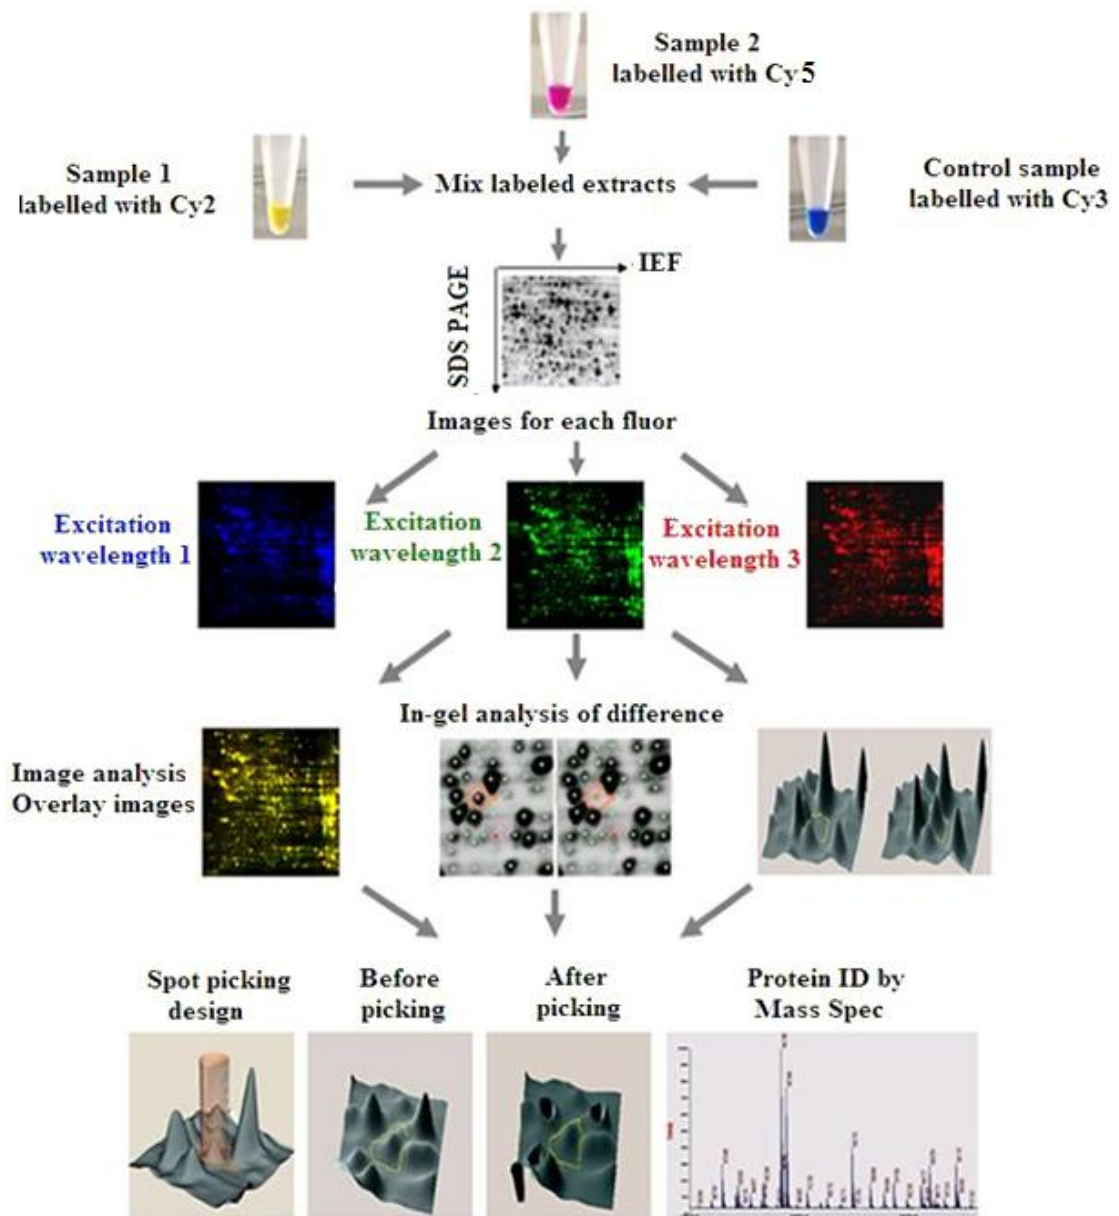 Sample 2
labelled with Cy5
Sample 1
labelled with Cy2
Mix labeled extracts
Control sample
labelled with Cy3
IEF
SDS PAGE
Images for each fluor
Excitation
wavelength 1
Excitation
wavelength 2
Excitation
wavelength 3
In-gel analysis of difference
Image analysis
Overlay images
Spot picking
design
Before
picking
After
picking
Protein ID by
Mass Spec